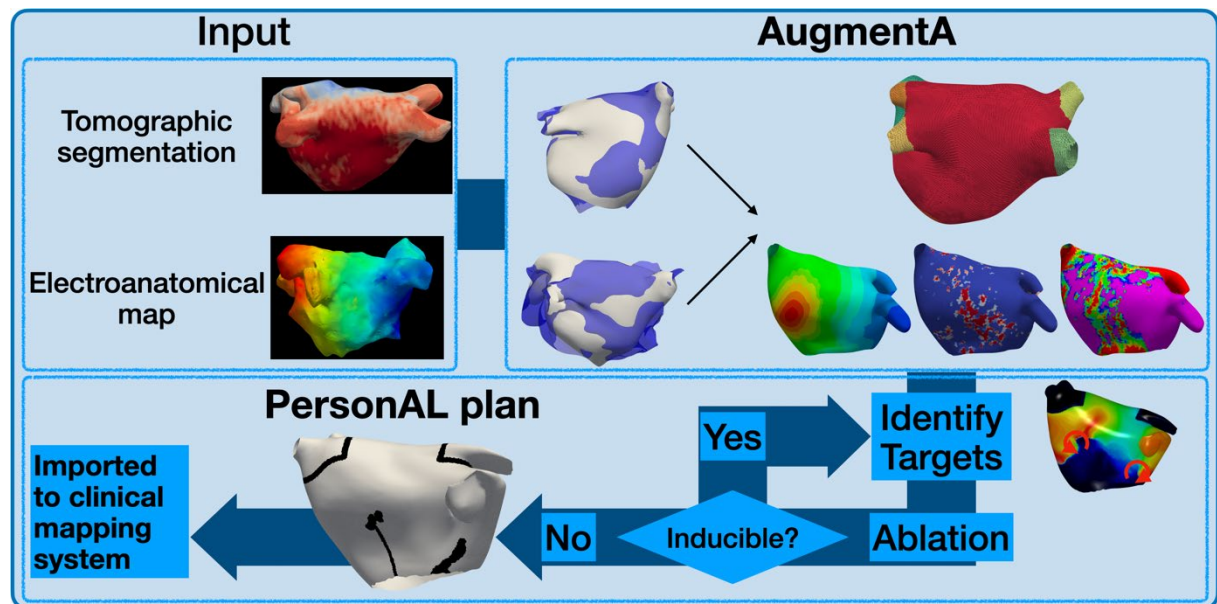 Input
AugmentA
Tomographic
segmentation
Electroanatomical
map
PersonAL plan
Yes
Identify
Targets
Imported
to clinical
mapping
system
No
Inducible?
Ablation